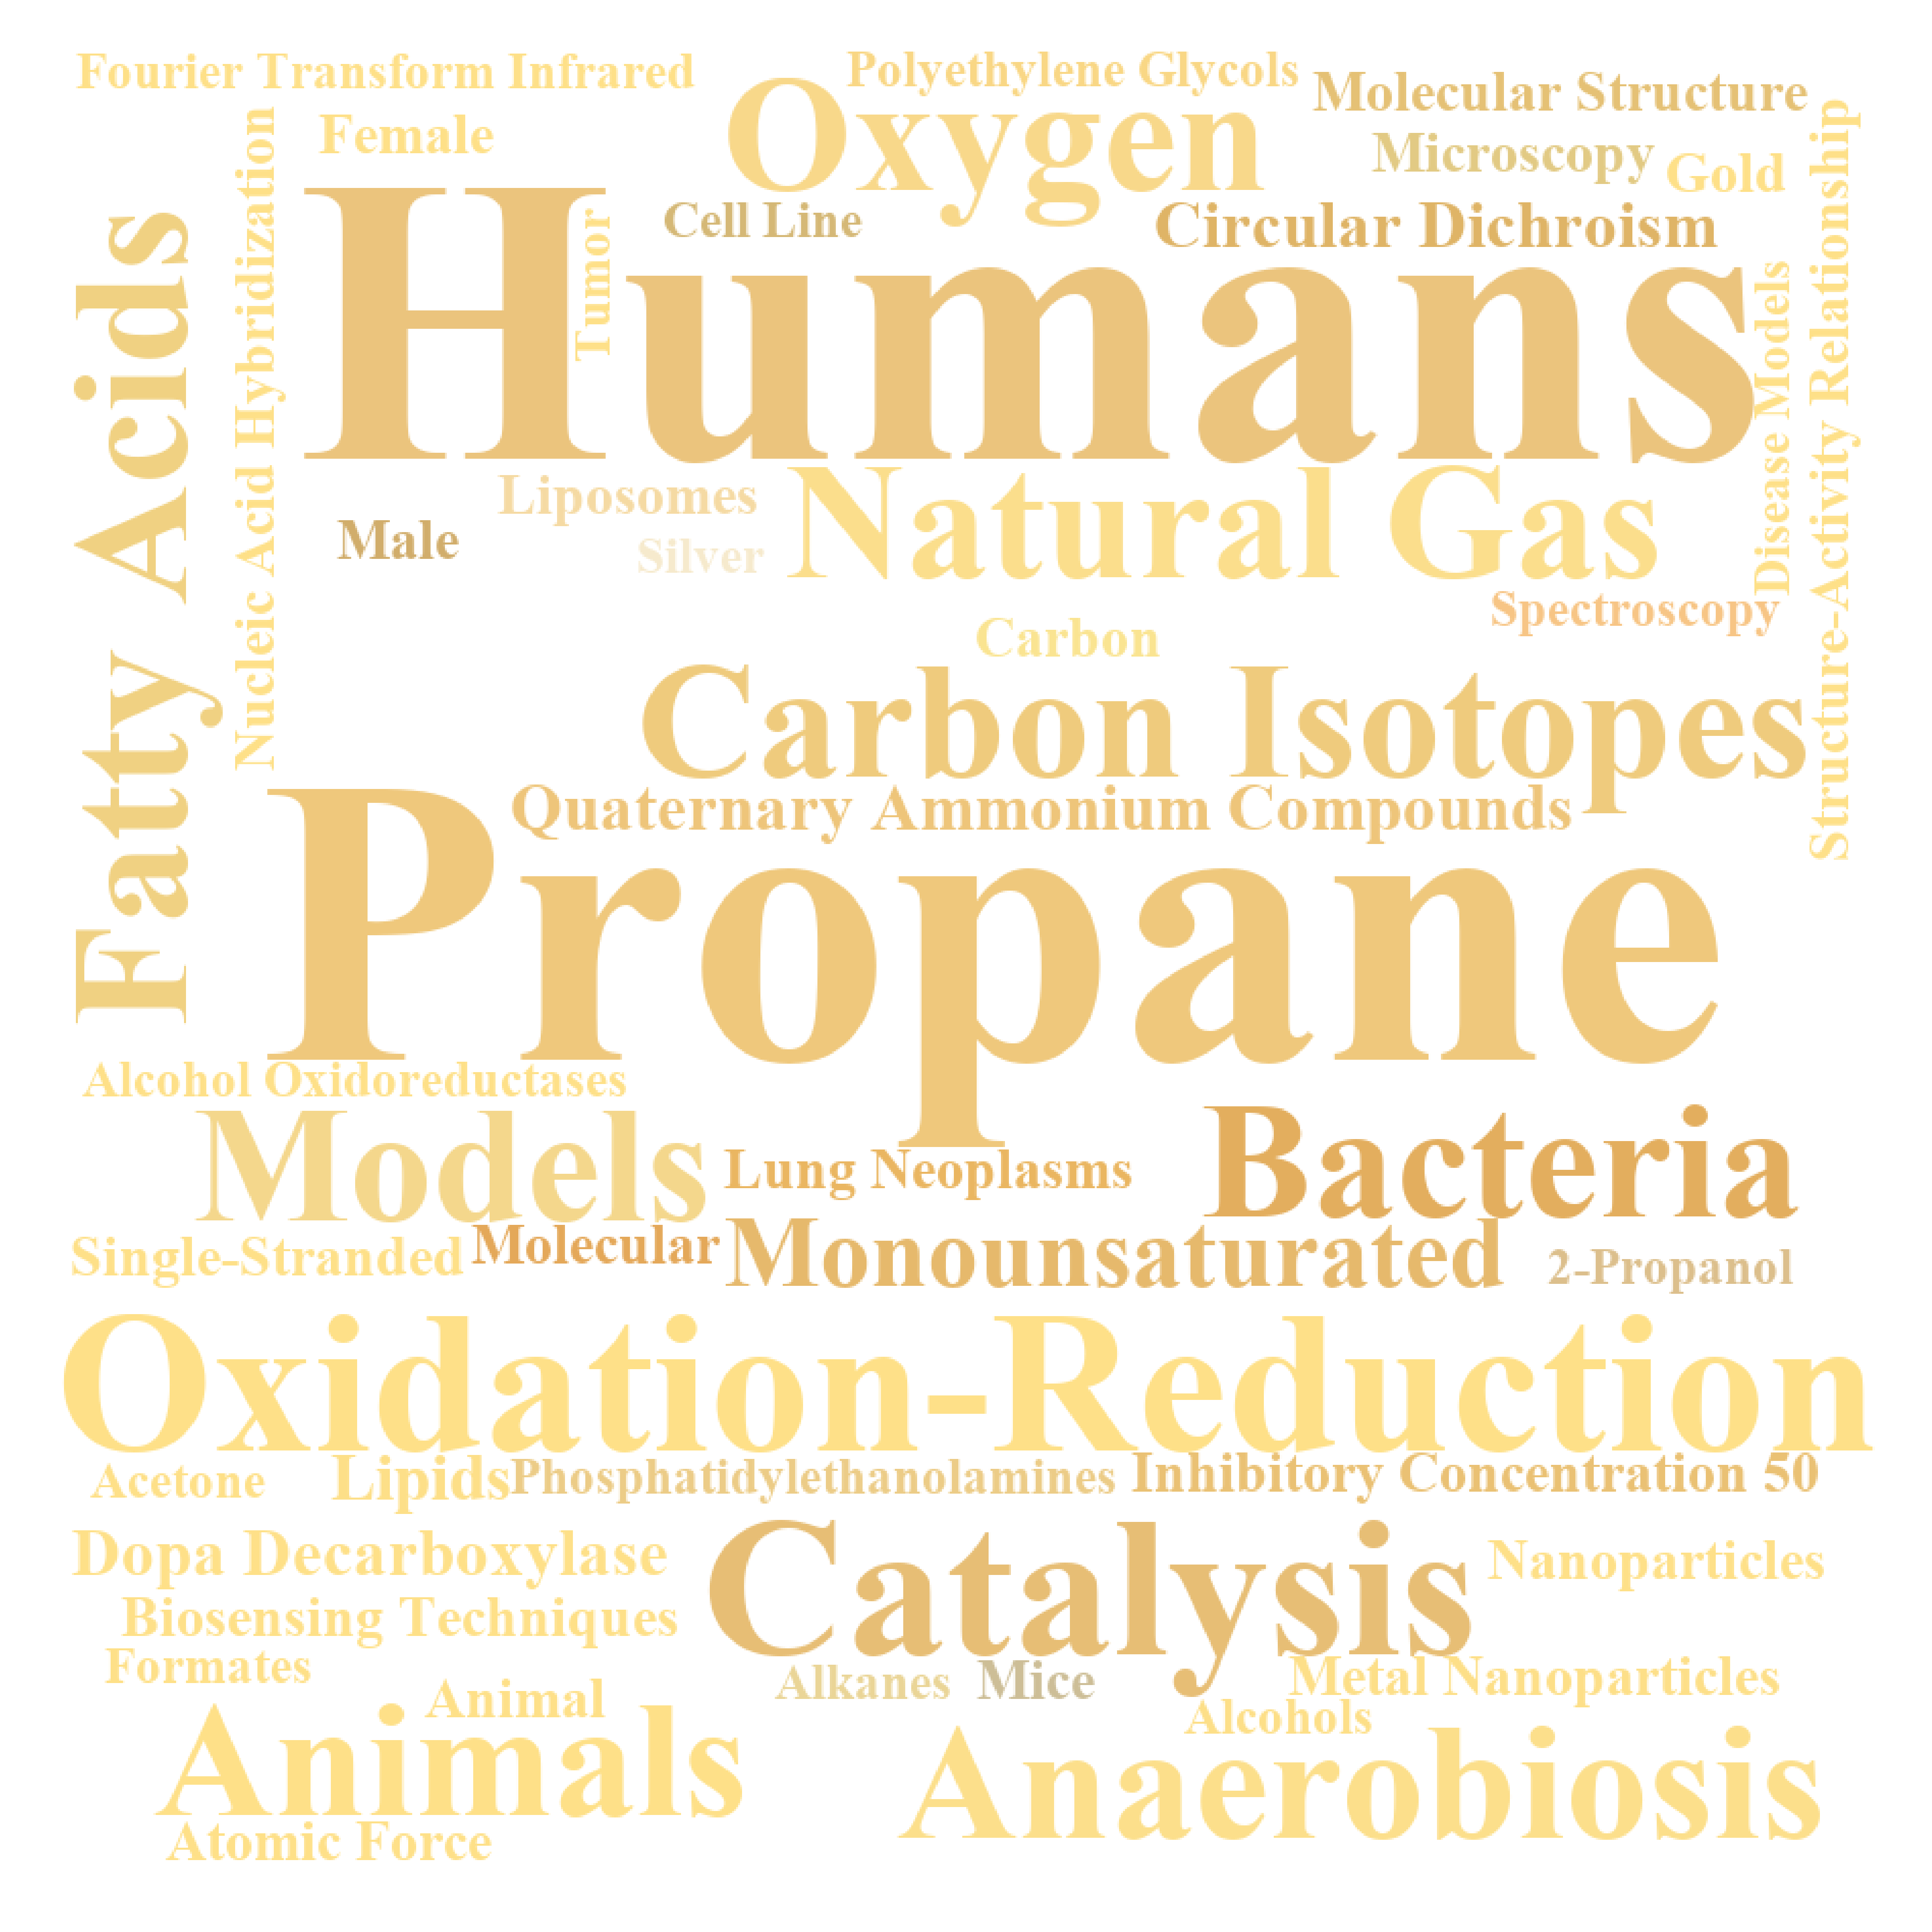 Fourier Transform Infrared
Polyethylene Glycols
Oxygen
Molecular Structure
Female
Microscopy
Gold
Cell Line
Circular Dichroism
Humans
Tumor
Fatty Acids
Nucleic Acid Hybridization
Disease Models
Structure-Activity Relationship
Liposomes
Natural Gas
Male
Silver
Spectroscopy
Carbon
Carbon Isotopes
Quaternary Ammonium Compounds
Propane
Alcohol Oxidoreductases
Models
Lung Neoplasms
Bacteria
Single-Stranded
Molecular
Monounsaturated
2-Propanol
Oxidation-Reduction
Acetone
Lipids
Phosphatidylethanolamines
Inhibitory Concentration 50
Dopa Decarboxylase
Catalysis
Nanoparticles
Biosensing Techniques
Formates
Alkanes
Mice
Metal Nanoparticles
Animal
Alcohols
Animals
Anaerobiosis
Atomic Force